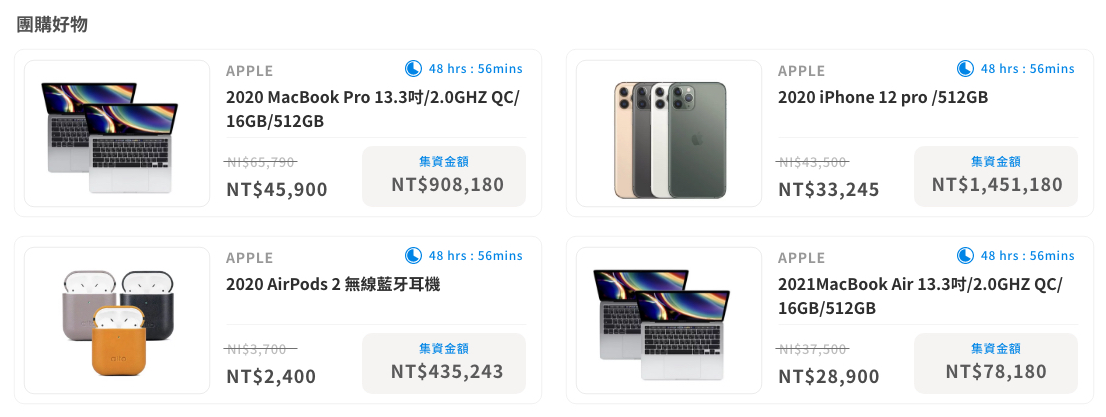 團購好物
APPLE
48 hrs : 56mins
2020 MacBook Pro 13.3吋/2.0GHZ QC/
16GB/512GB
NT$65,790
NT$45,900
集資金額
NT$908,180
APPLE
48 hrs : 56mins
2020 iPhone 12 pro /512GB
NT$43,500
NT$33,245
集資金額
NT$1,451,180
APPLE
48 hrs : 56mins
2020 AirPods 2 無線藍牙耳機
NT$3,700
NT$2,400
集資金額
NT$435,243
APPLE
48 hrs : 56mins
2021MacBook Air 13.3吋/2.0GHZ QC/
16GB/512GB
NT$37,500
NT$28,900
集資金額
NT$78,180